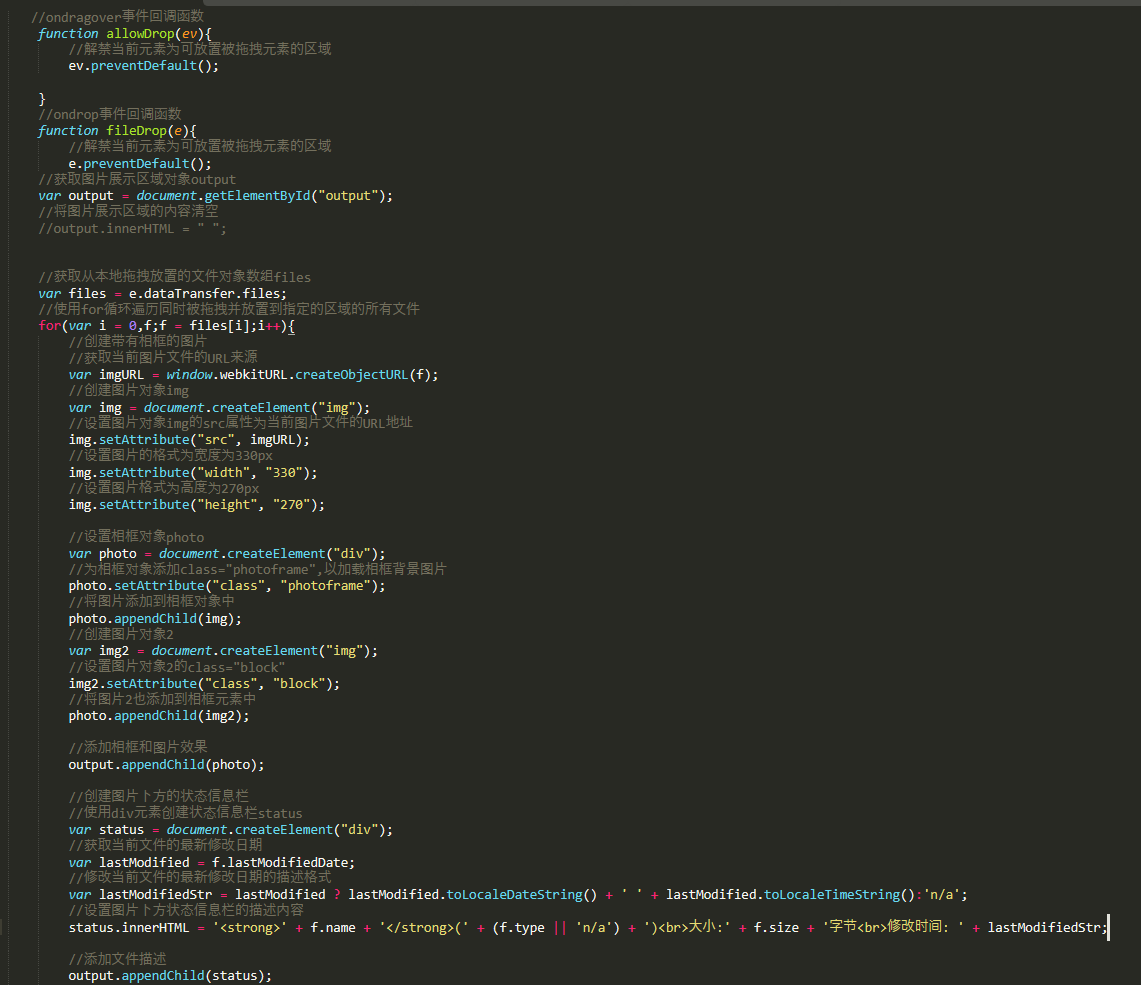 //ondragover事件回调函数
function allowDrop(ev){
//解禁当前元素为可放置被拖拽元素的区域
ev.preventDefault();
}
//ondrop事件回调函数
function fileDrop(e){
//解禁当前元素为可放置被拖拽元素的区域
e.preventDefault();
//获取图片展示区域对象output
var output = document.getElementById("output");
//将图片展示区域的内容清空
//output.innerHTML = " ";
//获取从本地拖拽放置的文件对象数组files
var files = e.dataTransfer.files;
//使用for循环遍历同时被拖拽并放置到指定的区域的所有文件
for(var i = 0,f;f = files[i];i++){
//创建带有相框的图片
//获取当前图片文件的URL来源
var imgURL = window.webkitURL.createObjectURL(f);
//创建图片对象img
var img = document.createElement("img");
//设置图片对象img的src属性为当前图片文件的URL地址
img.setAttribute("src", imgURL);
//设置图片的格式为宽度为330px
img.setAttribute("width", "330");
//设置图片格式为高度为270px
img.setAttribute("height", "270");
//设置相框对象photo
var photo = document.createElement("div");
//为相框对象添加class="photoframe",以加载相框背景图片
photo.setAttribute("class", "photoframe");
//将图片添加到相框对象中
photo.appendChild(img);
//创建图片对象2
var img2 = document.createElement("img");
//设置图片对象2的class="block"
img2.setAttribute("class", "block");
//将图片2也添加到相框元素中
photo.appendChild(img2);
//添加相框和图片效果
output.appendChild(photo);
//创建图片下方的状态信息栏
//使用div元素创建状态信息栏status
var status = document.createElement("div");
//获取当前文件的最新修改日期
var lastModified = f.lastModifiedDate;
//修改当前文件的最新修改日期的描述格式
var lastModifiedStr = lastModified ? lastModified.toLocaleDateString() + ' ' + lastModified.toLocaleTimeString():'n/a';
//设置图片下方状态信息栏的描述内容
status.innerHTML = '<strong>' + f.name + '</strong>(' + (f.type || 'n/a') + ')<br>大小:' + f.size + '字节<br>修改时间: ' + lastModifiedStr;
//添加文件描述
output.appendChild(status);